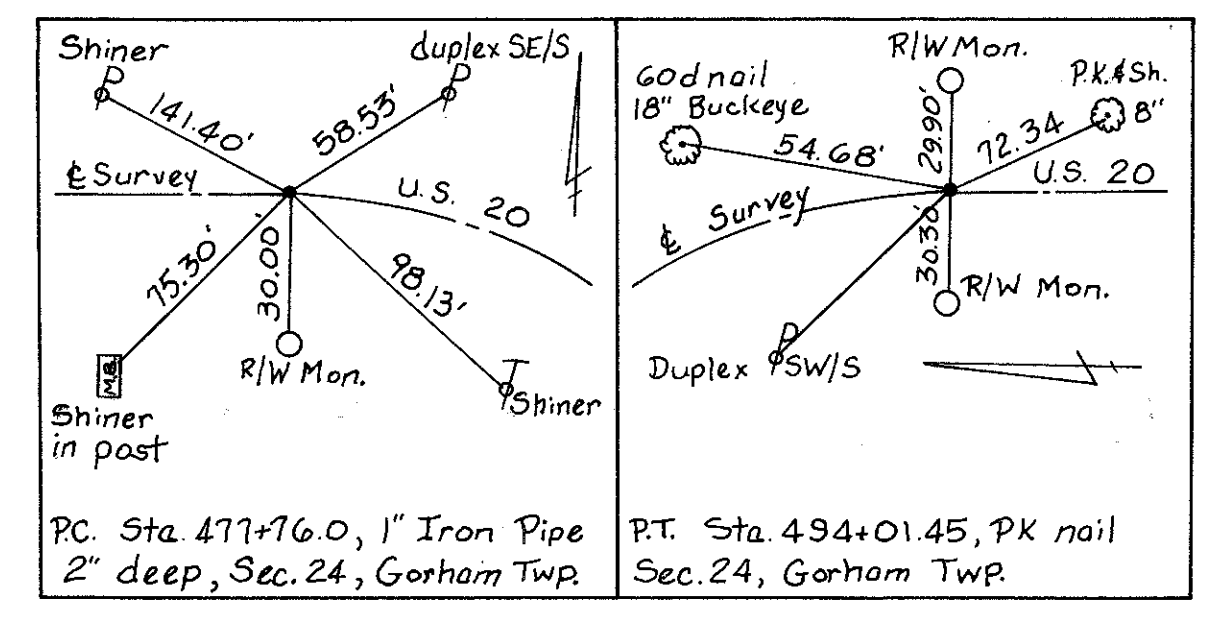 Shiner
duplex SE/S
P
P
141.40'
58.53'
℄ Survey
U.S. 20
75.30'
30.00'
98.13'
M.B.
R/W Mon.
T
Shiner
Shiner
in post
P.C. Sta. 477+76.0, 1" Iron Pipe
2" deep, Sec. 24, Gorham Twp.
R/W Mon.
60d nail
18" Buckeye
P.K. & Sh.
8"
54.68'
29.90'
72.34
U.S. 20
℄ Survey
30.30'
R/W Mon.
P
Duplex SW/S
P.T. Sta. 494+01.45, PK nail
Sec. 24, Gorham Twp.